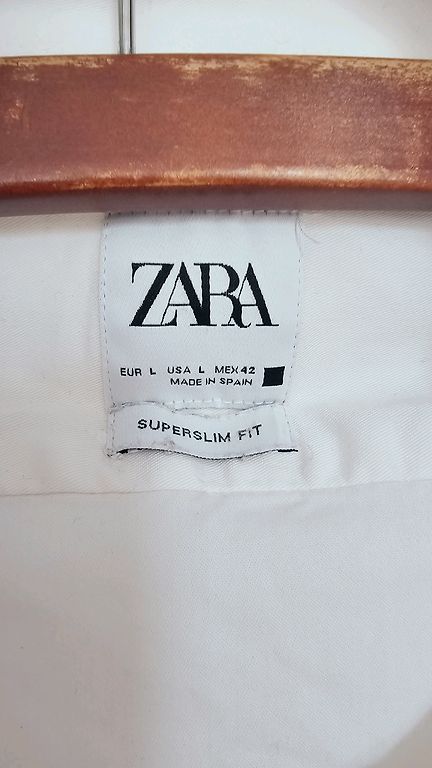 ZARA
EUR L USA L MEX 42
MADE IN SPAIN
SUPERSLIM FIT